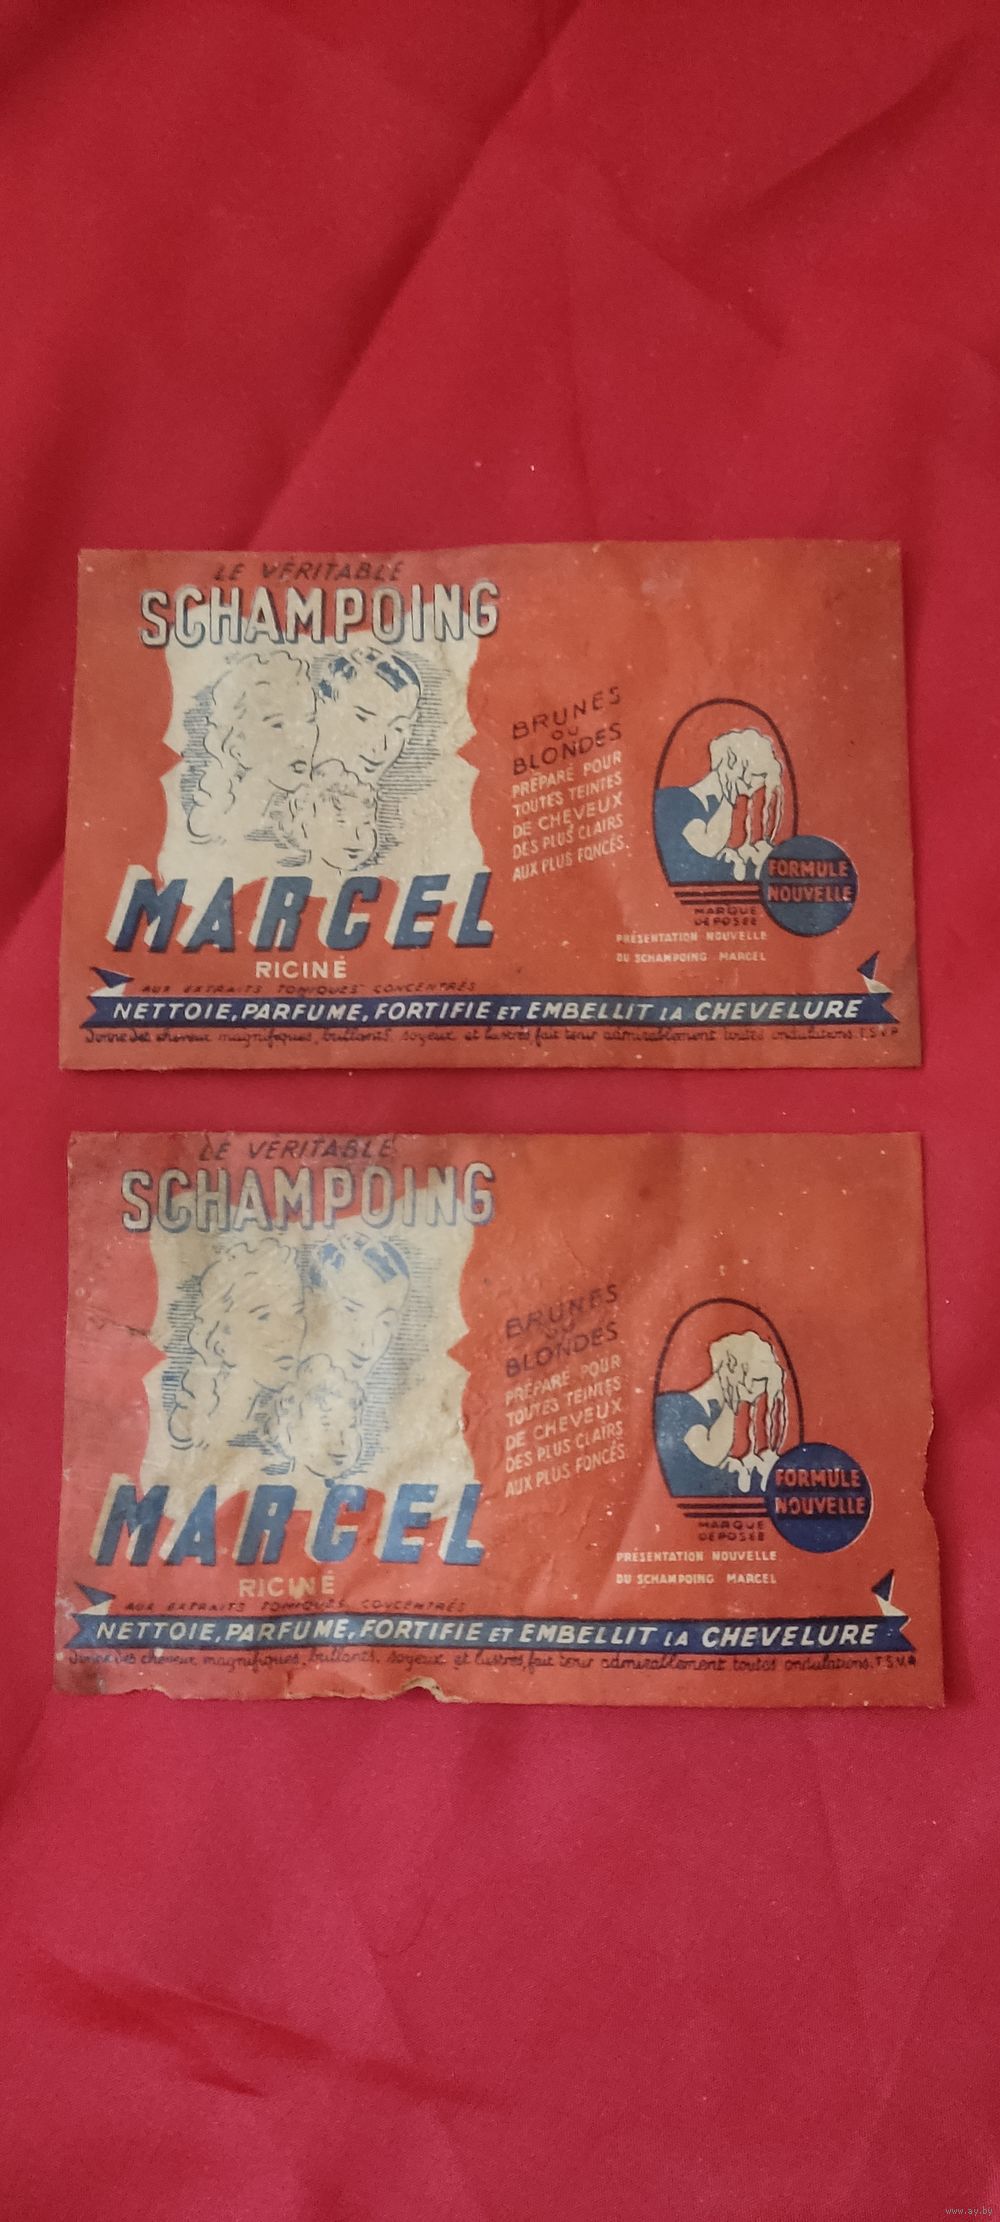 LE VÉRITABLE
SCHAMPOING
MARCEL
RICINÉ
AUX EXTRAITS TONIQUES CONCENTRÉS
BRUNES
OU
BLONDES
PRÉPARÉ POUR
TOUTES TEINTES
DE CHEVEUX
DES PLUS CLAIRS
AUX PLUS FONCÉS.
FORMULE
NOUVELLE
MARQUE
DÉPOSÉE
PRÉSENTATION NOUVELLE
DU SCHAMPOING MARCEL
NETTOIE, PARFUME, FORTIFIE ET EMBELLIT LA CHEVELURE
Donne des cheveux magnifiques, brillants, soyeux et lustrés, fait tenir admirablement toutes ondulations. T.S.V.P
LE VÉRITABLE
SCHAMPOING
MARCEL
RICINÉ
AUX EXTRAITS TONIQUES CONCENTRÉS
BRUNES
OU
BLONDES
PRÉPARÉ POUR
TOUTES TEINTES
DE CHEVEUX
DES PLUS CLAIRS
AUX PLUS FONCÉS.
FORMULE
NOUVELLE
MARQUE
DÉPOSÉE
PRÉSENTATION NOUVELLE
DU SCHAMPOING MARCEL
NETTOIE, PARFUME, FORTIFIE ET EMBELLIT LA CHEVELURE
Donne des cheveux magnifiques, brillants, soyeux et lustrés, fait tenir admirablement toutes ondulations. T.S.V.P
www.ay.by